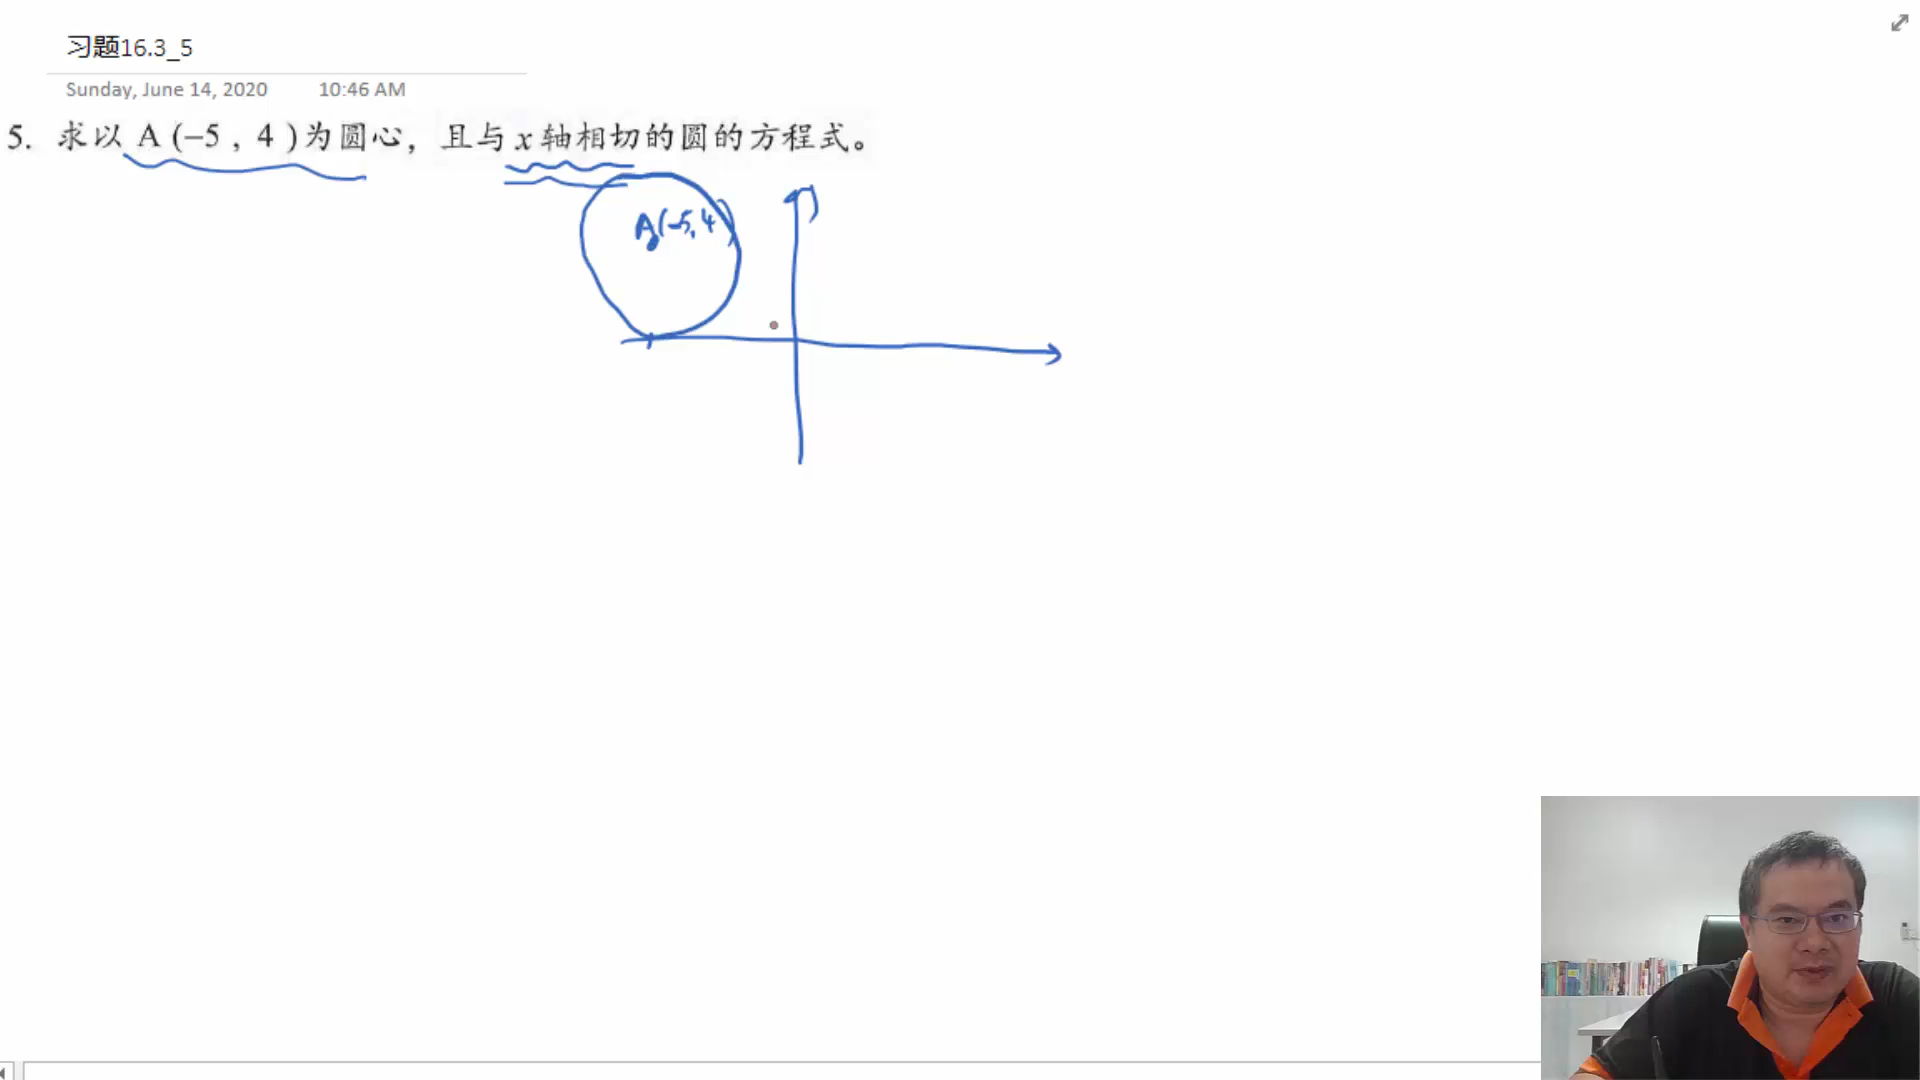 习题16.3_5
Sunday, June 14, 2020 10:46 AM
5. 求以 A (–5 , 4 )为圆心，且与 x 轴相切的圆的方程式。
A(-5,4)